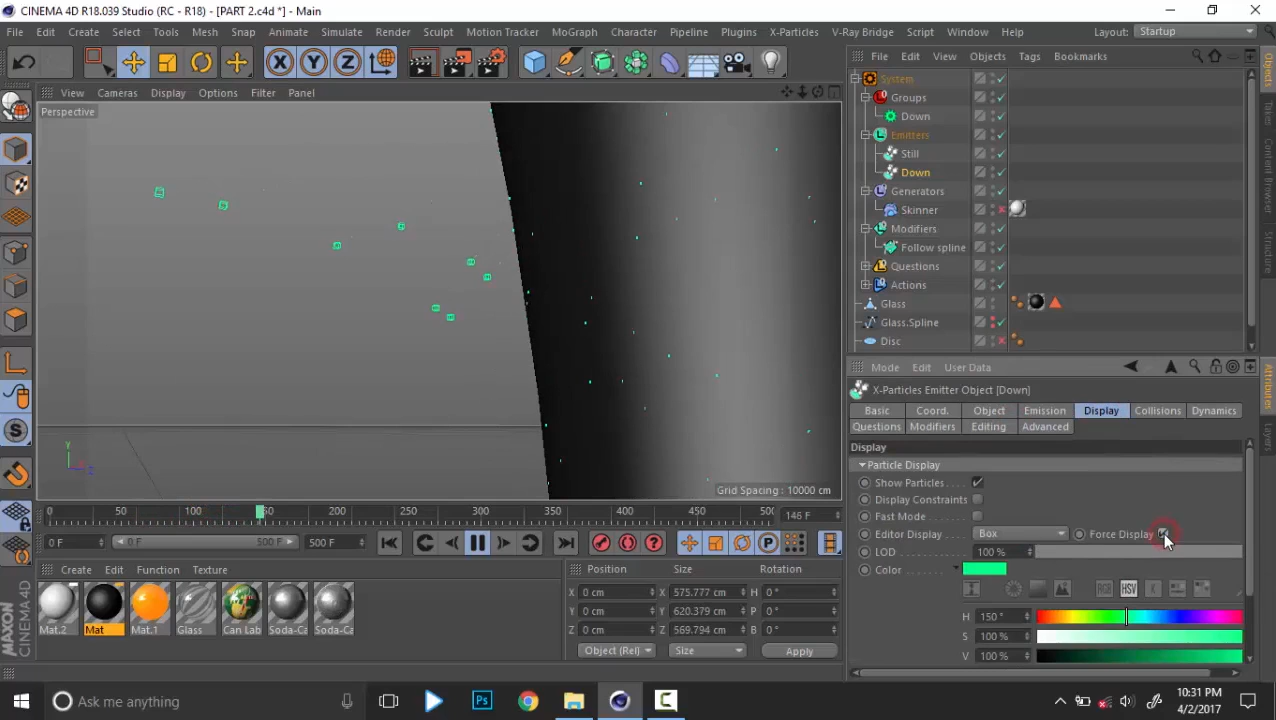 CINEMA 4D R18.039 Studio (RC - R18) - [PART 2.c4d *] - Main
File Edit Create Select Tools Mesh Snap Animate Simulate Render Sculpt Motion Tracker MoGraph Character Pipeline Plugins X-Particles V-Ray Bridge Script Window Help Layout: Startup
File Edit View Objects Tags Bookmarks
View Cameras Display Options Filter Panel
Perspective
System
Groups
Down
Emitters
Still
Down
Generators
Skinner
Modifiers
Follow spline
Questions
Actions
Glass
Glass.Spline
Disc
Objects
Takes
Content Browser
Structure
Mode Edit User Data
X-Particles Emitter Object [Down]
Basic Coord. Object Emission Display Collisions Dynamics
Questions Modifiers Editing Advanced
Display
Particle Display
Show Particles
Display Constraints
Fast Mode
Editor Display Box Force Display
LOD 100 %
Color
HSV
H 150 °
S 100 %
V 100 %
Attributes
Layers
Y
Z
Grid Spacing : 10000 cm
0 50 100 150 200 250 300 350 400 450 500 146 F
0 F 0 F 500 F 500 F
Create Edit Function Texture
Mat.2 Mat Mat.1 Glass Can Lab Soda-Ca Soda-Ca
Position Size Rotation
X 0 cm X 575.777 cm H 0 °
Y 0 cm Y 620.379 cm P 0 °
Z 0 cm Z 569.794 cm B 0 °
Object (Rel) Size Apply
MAXON
CINEMA 4D
Ask me anything
10:31 PM
4/2/2017